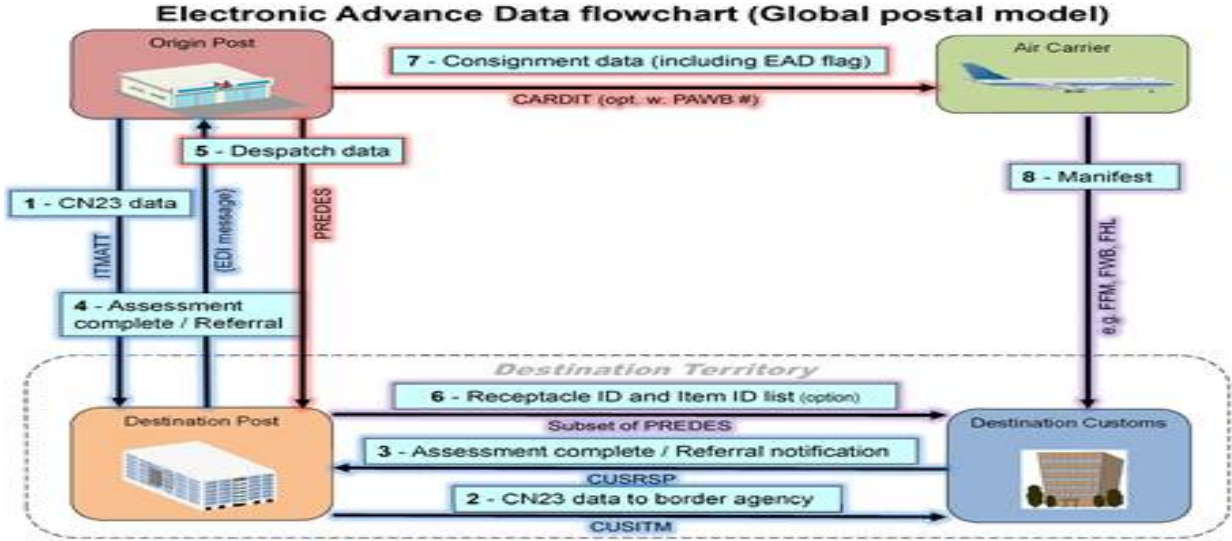 Electronic Advance Data flowchart (Global postal model)
Origin Post
7 - Consignment data (including EAD flag)
CARDIT (opt. w. PAWB #)
Air Carrier
5 - Despatch data
1 - CN23 data
8 - Manifest
ITMATT
(EDI message)
PREDES
e.g. FFM, FWB, FHL
4 - Assessment
complete / Referral
Destination Territory
Destination Post
6 - Receptacle ID and Item ID list (option)
Subset of PREDES
Destination Customs
3 - Assessment complete / Referral notification
CUSRSP
2 - CN23 data to border agency
CUSITM